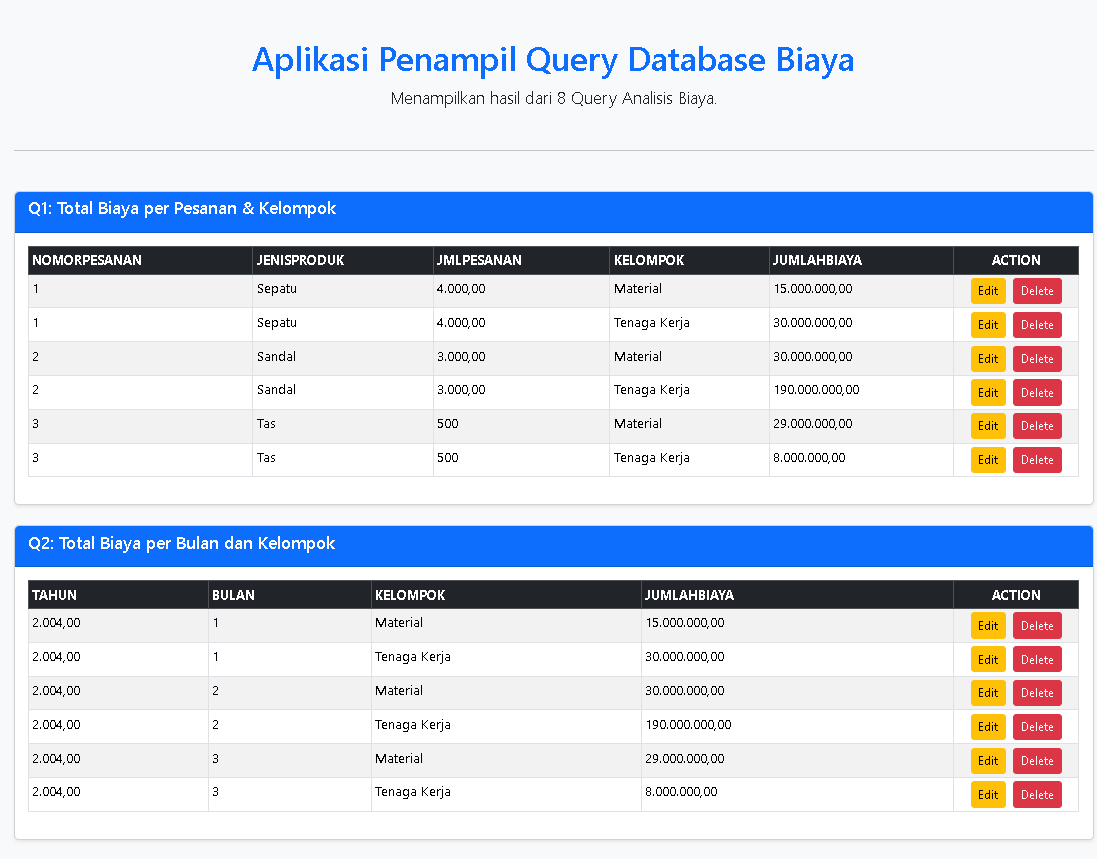 Aplikasi Penampil Query Database Biaya
Menampilkan hasil dari 8 Query Analisis Biaya.
Q1: Total Biaya per Pesanan & Kelompok
NOMORPESANAN JENISPRODUK JMLPESANAN KELOMPOK JUMLAHBIAYA ACTION
1 Sepatu 4.000,00 Material 15.000.000,00 Edit Delete
1 Sepatu 4.000,00 Tenaga Kerja 30.000.000,00 Edit Delete
2 Sandal 3.000,00 Material 30.000.000,00 Edit Delete
2 Sandal 3.000,00 Tenaga Kerja 190.000.000,00 Edit Delete
3 Tas 500 Material 29.000.000,00 Edit Delete
3 Tas 500 Tenaga Kerja 8.000.000,00 Edit Delete
Q2: Total Biaya per Bulan dan Kelompok
TAHUN BULAN KELOMPOK JUMLAHBIAYA ACTION
2.004,00 1 Material 15.000.000,00 Edit Delete
2.004,00 1 Tenaga Kerja 30.000.000,00 Edit Delete
2.004,00 2 Material 30.000.000,00 Edit Delete
2.004,00 2 Tenaga Kerja 190.000.000,00 Edit Delete
2.004,00 3 Material 29.000.000,00 Edit Delete
2.004,00 3 Tenaga Kerja 8.000.000,00 Edit Delete